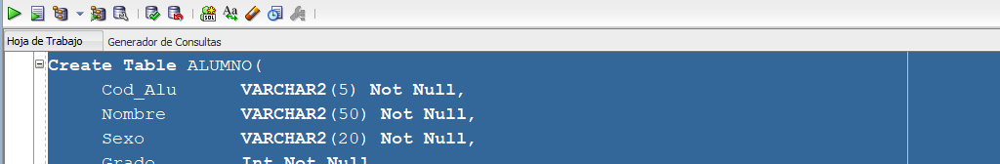 Hoja de Trabajo
Generador de Consultas
Create Table ALUMNO(
Cod_Alu VARCHAR2(5) Not Null,
Nombre VARCHAR2(50) Not Null,
Sexo VARCHAR2(20) Not Null,
Grado Int Not Null